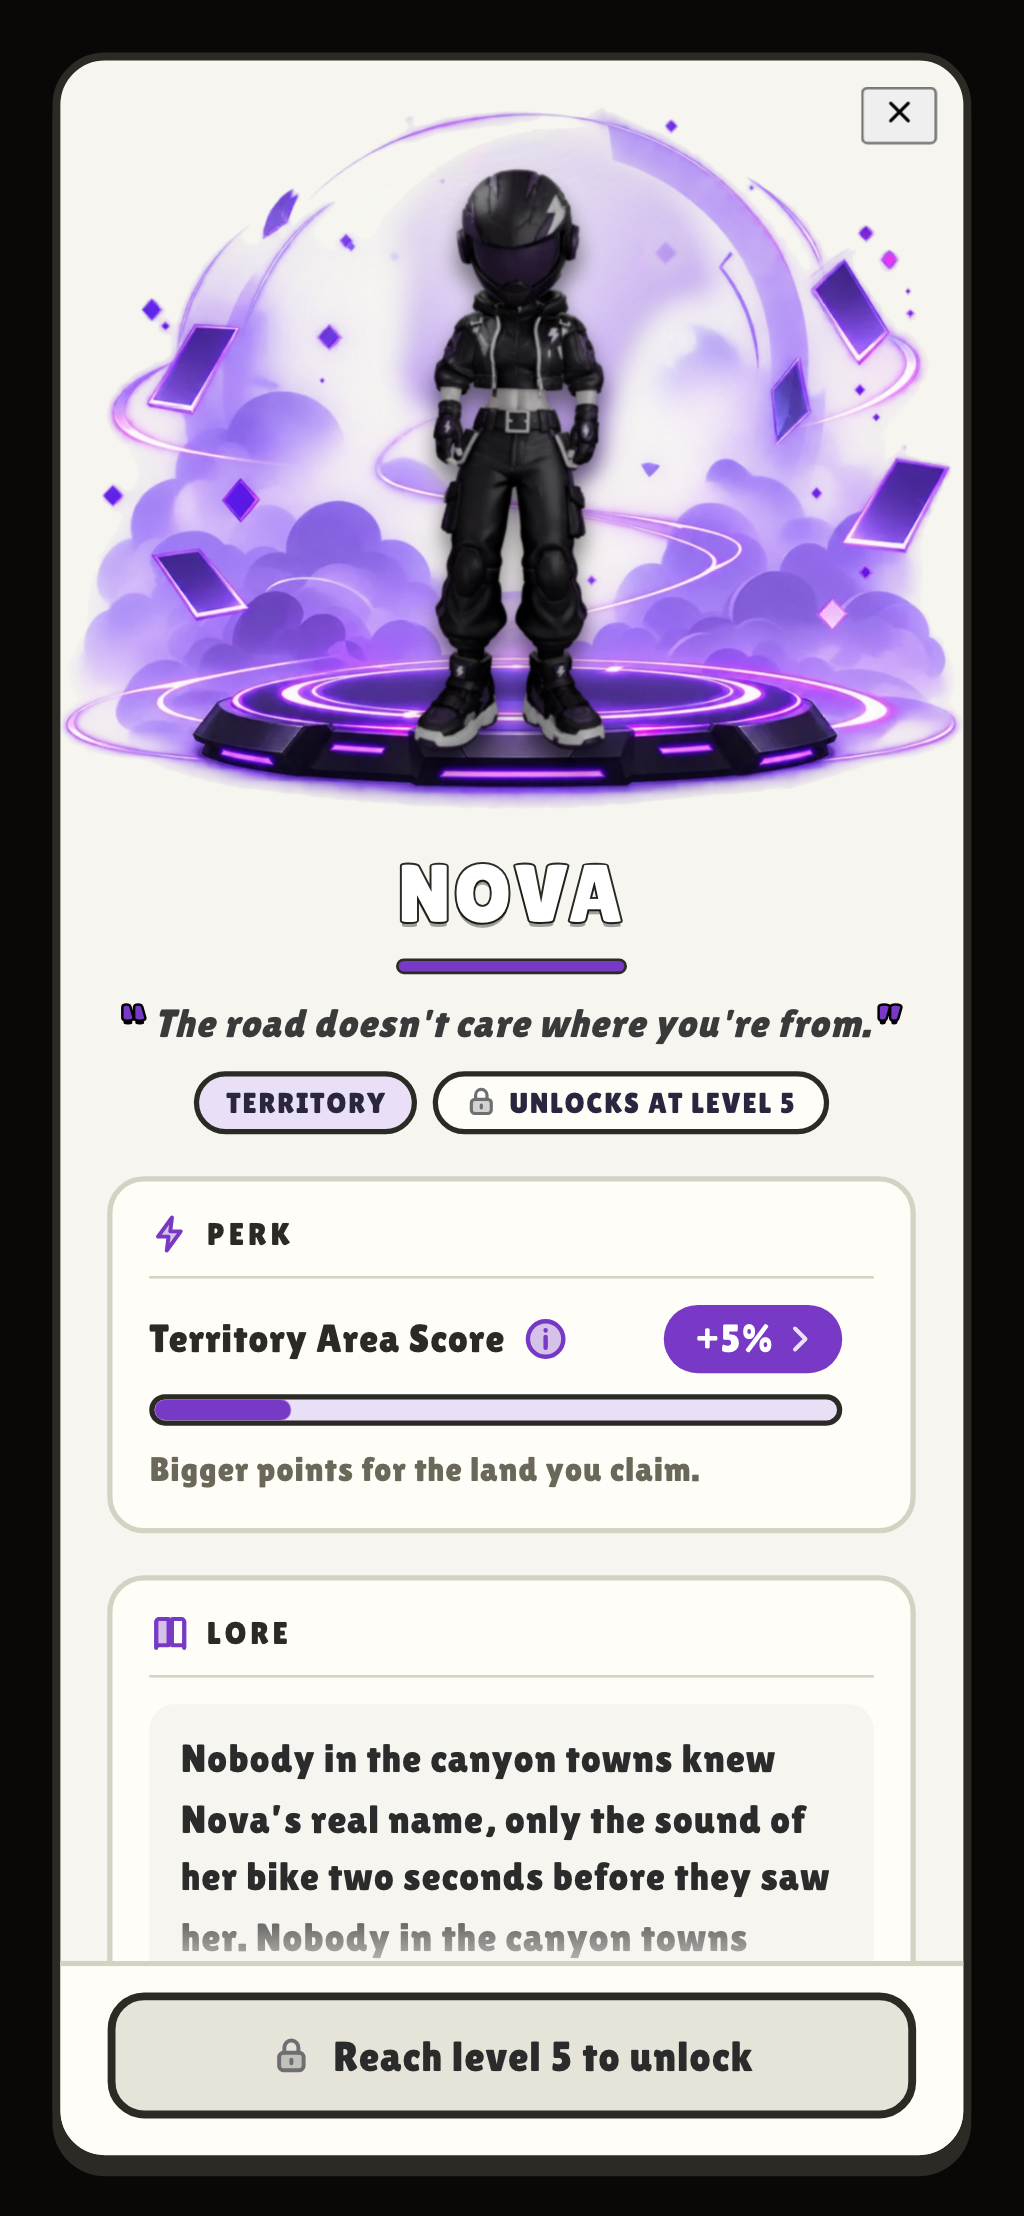 NOVA
"The road doesn't care where you're from."
TERRITORY
UNLOCKS AT LEVEL 5
PERK
Territory Area Score
+5%
Bigger points for the land you claim.
LORE
Nobody in the canyon towns knew
Nova's real name, only the sound of
her bike two seconds before they saw
her. Nobody in the canyon towns
Reach level 5 to unlock